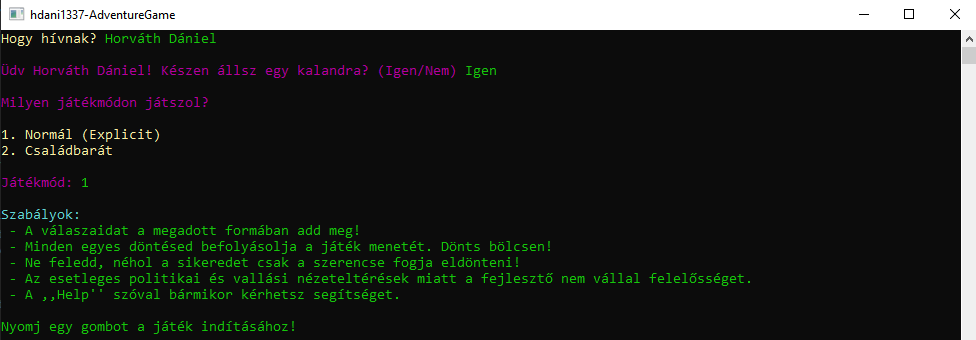 hdani1337-AdventureGame
Hogy hívnak? Horváth Dániel
Üdv Horváth Dániel! Készen állsz egy kalandra? (Igen/Nem) Igen
Milyen játékmódon játszol?
1. Normál (Explicit)
2. Családbarát
Játékmód: 1
Szabályok:
- A válaszaidat a megadott formában add meg!
- Minden egyes döntésed befolyásolja a játék menetét. Dönts bölcsen!
- Ne feledd, néhol a sikeredet csak a szerencse fogja eldönteni!
- Az esetleges politikai és vallási nézeteltérések miatt a fejlesztő nem vállal felelősséget.
- A ,,Help'' szóval bármikor kérhetsz segítséget.
Nyomj egy gombot a játék indításához!